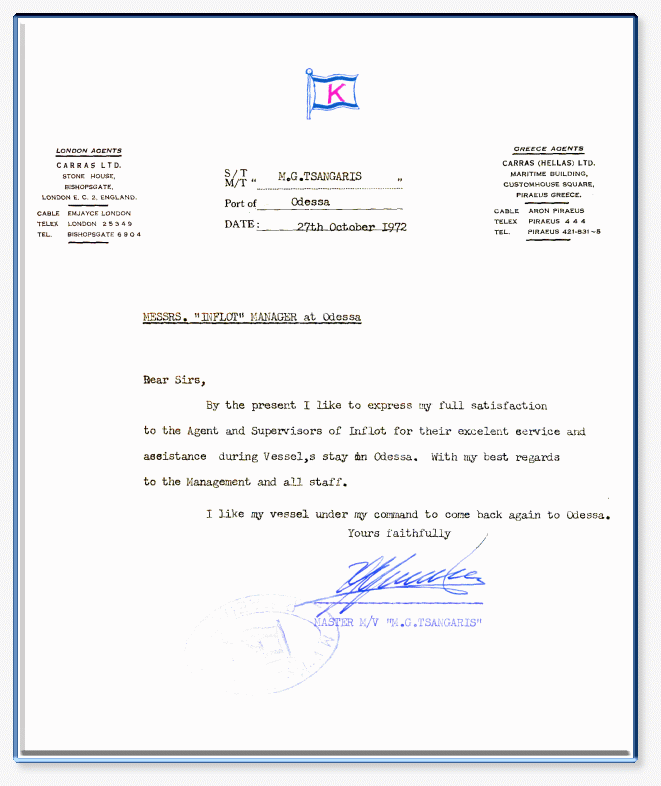 K
LONDON AGENTS
CARRAS LTD.
STONE HOUSE,
BISHOPSGATE,
LONDON E.C. 2, ENGLAND.
CABLE EMJAYCE LONDON
TELEX LONDON 25349
TEL. BISHOPSGATE 6904
S/T
M/T " M.G.TSANGARIS "
Port of Odessa
DATE: 27th October 1972
GREECE AGENTS
CARRAS (HELLAS) LTD.
MARITIME BUILDING,
CUSTOMHOUSE SQUARE,
PIRAEUS GREECE.
CABLE ARON PIRAEUS
TELEX PIRAEUS 444
TEL. PIRAEUS 421-831~8
MESSRS. "INFLOT" MANAGER at Odessa
Dear Sirs,
By the present I like to express my full satisfaction
to the Agent and Supervisors of Inflot for their excelent service and
assistance during Vessel,s stay in Odessa. With my best regards
to the Management and all staff.
I like my vessel under my command to come back again to Odessa.
Yours faithfully
MASTER M/V "M.G.TSANGARIS"